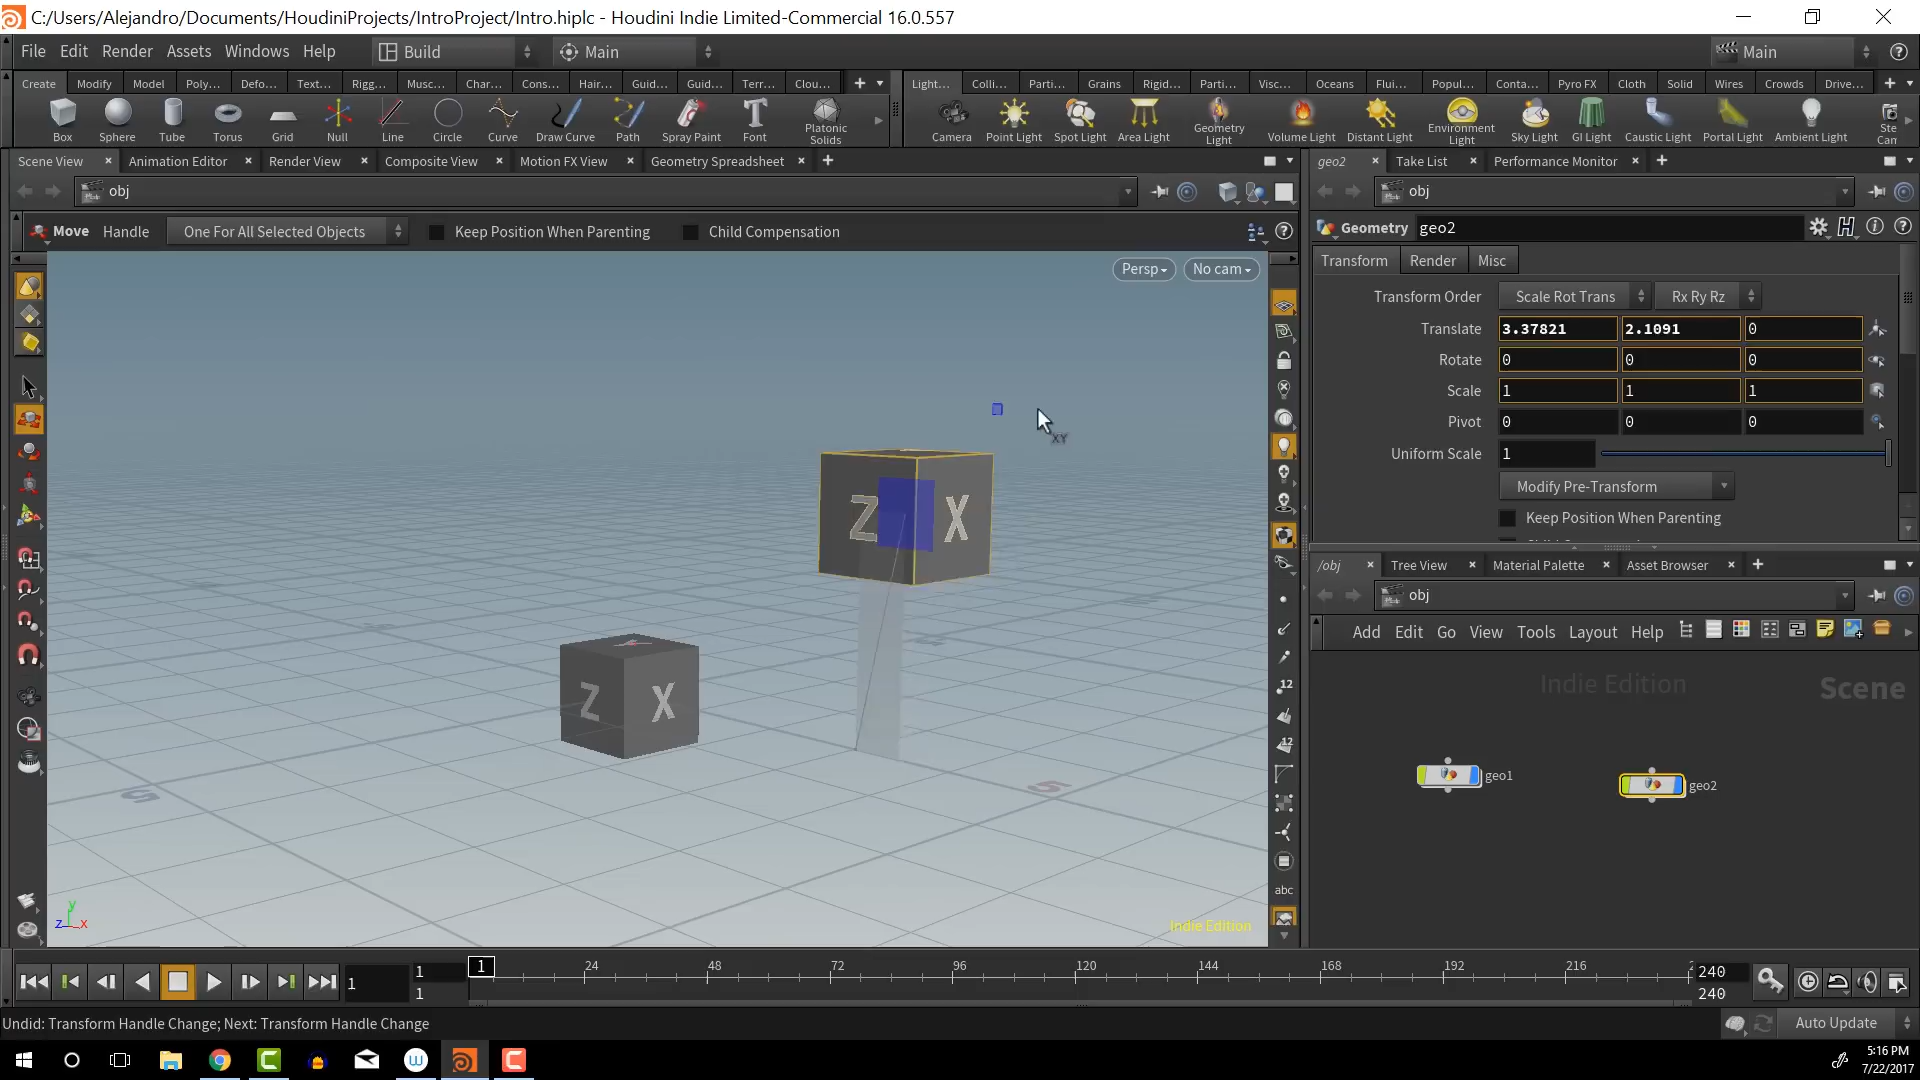 C:/Users/Alejandro/Documents/HoudiniProjects/IntroProject/Intro.hiplc - Houdini Indie Limited-Commercial 16.0.557
File Edit Render Assets Windows Help Build Main Main
Create Modify Model Poly... Defo... Text... Rigg... Musc... Char... Cons... Hair... Guid... Guid... Terr... Clou... Light... Colli... Parti... Grains Rigid... Parti... Visc... Oceans Flui... Popul... Conta... Pyro FX Cloth Solid Wires Crowds Drive...
Box Sphere Tube Torus Grid Null Line Circle Curve Draw Curve Path Spray Paint Font Platonic Solids Camera Point Light Spot Light Area Light Geometry Light Volume Light Distant Light Environment Light Sky Light GI Light Caustic Light Portal Light Ambient Light Ste Can
Scene View Animation Editor Render View Composite View Motion FX View Geometry Spreadsheet geo2 Take List Performance Monitor
obj obj
Move Handle One For All Selected Objects Keep Position When Parenting Child Compensation Geometry geo2
Persp No cam
Transform Render Misc
Transform Order Scale Rot Trans Rx Ry Rz
Translate 3.37821 2.1091 0
Rotate 0 0 0
Scale 1 1 1
Pivot 0 0 0
Uniform Scale 1
Modify Pre-Transform
Keep Position When Parenting
XY
Z X
Z X
5
5
/obj Tree View Material Palette Asset Browser
obj
Add Edit Go View Tools Layout Help
Indie Edition Scene
geo1 geo2
12
12
abc
y
z x
Indie Edition
1 1 1 1 24 48 72 96 120 144 168 192 216 2 240
240
Undid: Transform Handle Change; Next: Transform Handle Change Auto Update
5:16 PM
7/22/2017